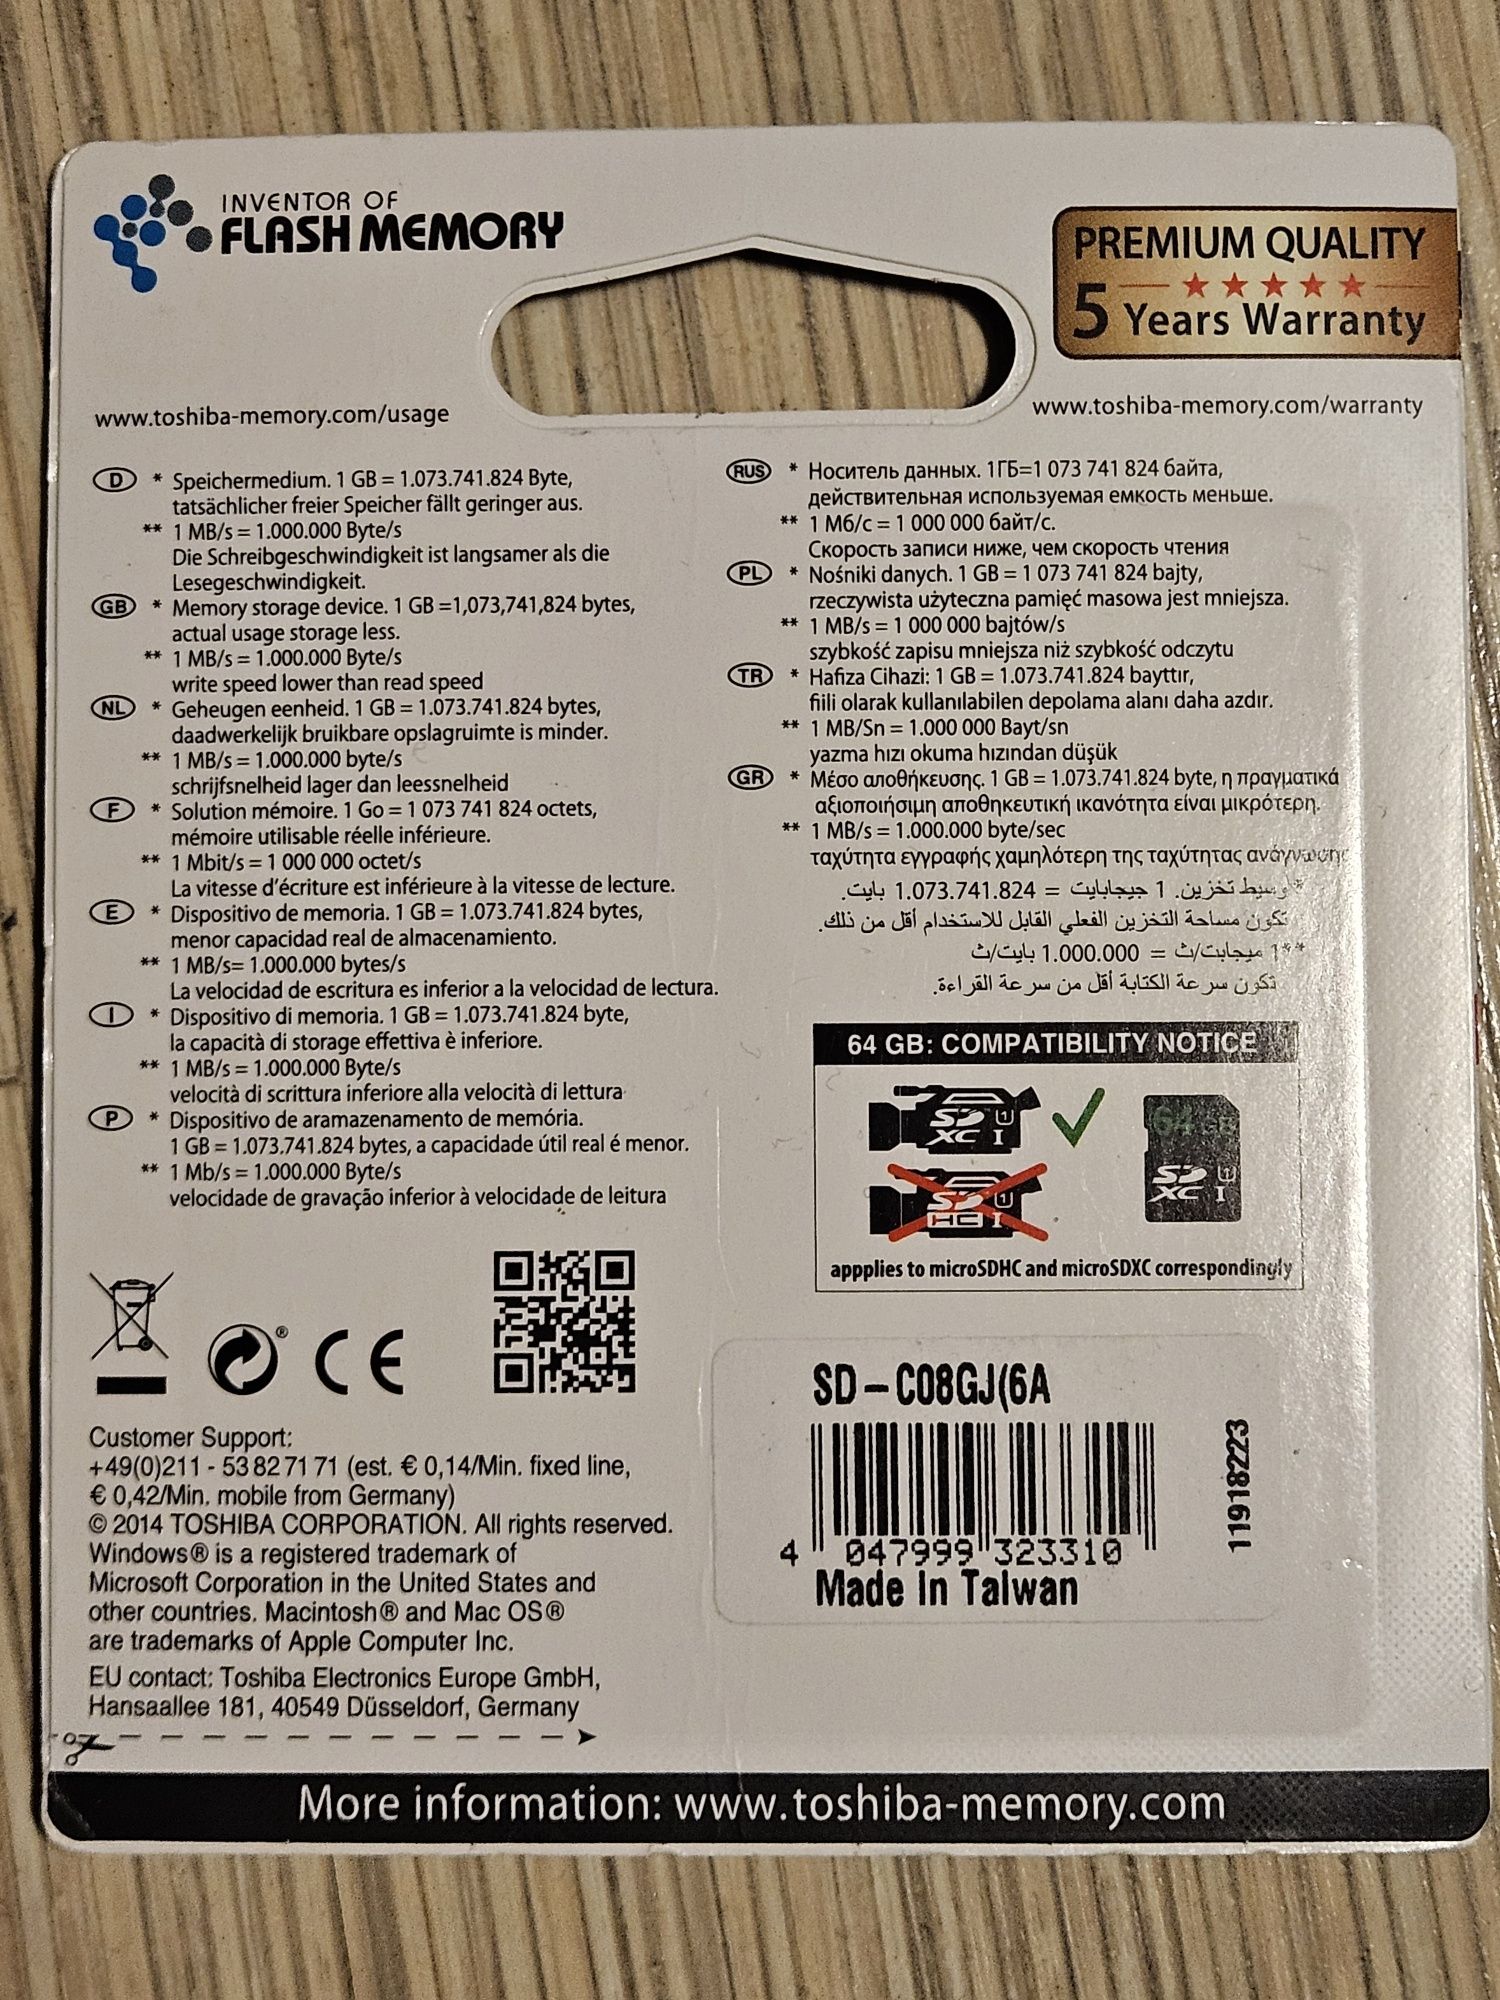 INVENTOR OF
FLASH MEMORY
PREMIUM QUALITY
5 Years Warranty
www.toshiba-memory.com/usage
www.toshiba-memory.com/warranty
D * Speichermedium. 1 GB = 1.073.741.824 Byte,
tatsächlicher freier Speicher fällt geringer aus.
** 1 MB/s = 1.000.000 Byte/s
Die Schreibgeschwindigkeit ist langsamer als die
Lesegeschwindigkeit.
GB * Memory storage device. 1 GB =1,073,741,824 bytes,
actual usage storage less.
** 1 MB/s = 1.000.000 Byte/s
write speed lower than read speed
NL * Geheugen eenheid. 1 GB = 1.073.741.824 bytes,
daadwerkelijk bruikbare opslagruimte is minder.
** 1 MB/s = 1.000.000 byte/s
schrijfsnelheid lager dan leessnelheid
F * Solution mémoire. 1 Go = 1 073 741 824 octets,
mémoire utilisable réelle inférieure.
** 1 Mbit/s = 1 000 000 octet/s
La vitesse d'écriture est inférieure à la vitesse de lecture.
E * Dispositivo de memoria. 1 GB = 1.073.741.824 bytes,
menor capacidad real de almacenamiento.
** 1 MB/s= 1.000.000 bytes/s
La velocidad de escritura es inferior a la velocidad de lectura.
I * Dispositivo di memoria. 1 GB = 1.073.741.824 byte,
la capacità di storage effettiva è inferiore.
** 1 MB/s = 1.000.000 Byte/s
velocità di scrittura inferiore alla velocità di lettura
P * Dispositivo de aramazenamento de memória.
1 GB = 1.073.741.824 bytes, a capacidade útil real é menor.
** 1 Mb/s = 1.000.000 Byte/s
velocidade de gravação inferior à velocidade de leitura
RUS * Носитель данных. 1ГБ=1 073 741 824 байта,
действительная используемая емкость меньше.
** 1 Мб/с = 1 000 000 байт/с.
Скорость записи ниже, чем скорость чтения
PL * Nośniki danych. 1 GB = 1 073 741 824 bajty,
rzeczywista użyteczna pamięć masowa jest mniejsza.
** 1 MB/s = 1 000 000 bajtów/s
szybkość zapisu mniejsza niż szybkość odczytu
TR * Hafiza Cihazi: 1 GB = 1.073.741.824 bayttır,
fiili olarak kullanılabilen depolama alanı daha azdır.
** 1 MB/Sn = 1.000 000 Bayt/sn
yazma hızı okuma hızından düşük
GR * Μέσο αποθήκευσης. 1 GB = 1.073.741.824 byte, η πραγματικά
αξιοποιήσιμη αποθηκευτική ικανότητα είναι μικρότερη.
** 1 MB/s = 1.000.000 byte/sec
ταχύτητα εγγραφής χαμηλότερη της ταχύτητας ανάγνωσης
* وسيط تخزين. 1 جيجابايت = 1.073.741.824 بايت.
تكون مساحة التخزين الفعلي القابل للاستخدام أقل من ذلك.
**1 ميجابت/ث = 1.000.000 بايت/ث
تكون سرعة الكتابة أقل من سرعة القراءة.
64 GB: COMPATIBILITY NOTICE
SD XC I 1
64 GB
SD XC I 1
SD HC I 1
appplies to microSDHC and microSDXC correspondingly
® CE
Customer Support:
+49(0)211 - 53 82 71 71 (est. € 0,14/Min. fixed line,
€ 0,42/Min. mobile from Germany)
© 2014 TOSHIBA CORPORATION. All rights reserved.
Windows® is a registered trademark of
Microsoft Corporation in the United States and
other countries. Macintosh® and Mac OS®
are trademarks of Apple Computer Inc.
EU contact: Toshiba Electronics Europe GmbH,
Hansaallee 181, 40549 Düsseldorf, Germany
SD-C08GJ(6A
4 047999 323310
Made In Taiwan
11918223
More information: www.toshiba-memory.com